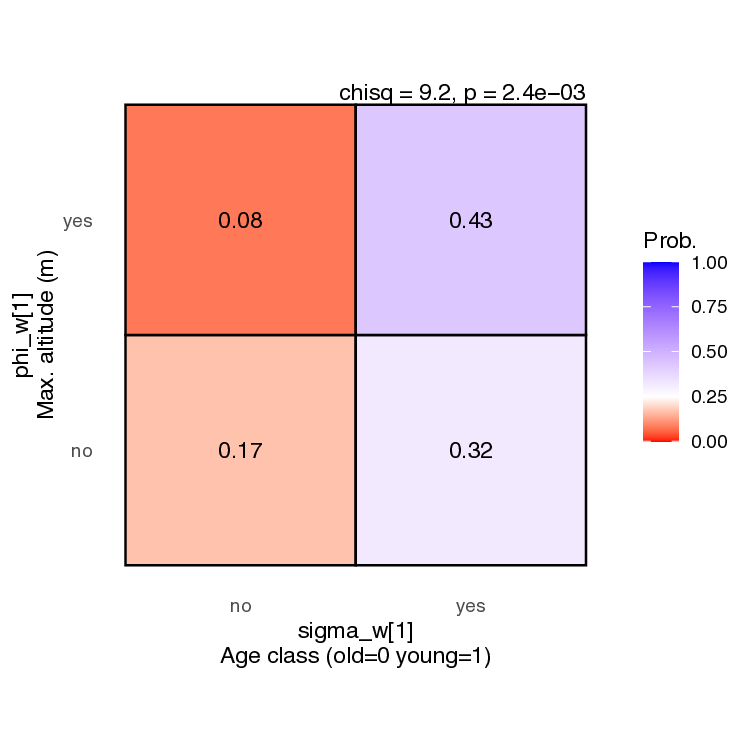 chisq = 9.2, p = 2.4e−03
yes
0.08
0.43
phi_w[1]
Max. altitude (m)
no
0.17
0.32
no
yes
sigma_w[1]
Age class (old=0 young=1)
Prob.
1.00
0.75
0.50
0.25
0.00